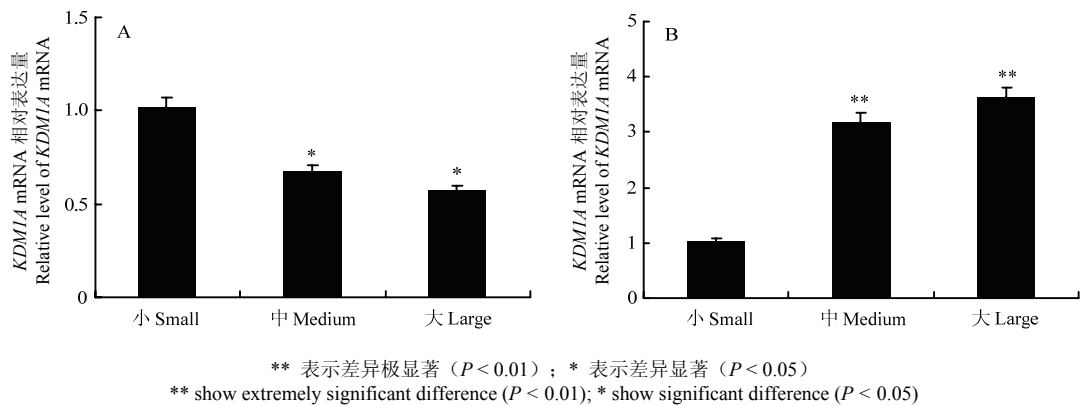 A
KDM1A mRNA 相对表达量
Relative level of KDM1A mRNA
1.5
1.0
0.5
0
*
*
小 Small
中 Medium
大 Large
B
KDM1A mRNA 相对表达量
Relative level of KDM1A mRNA
5
4
3
2
1
0
**
**
小 Small
中 Medium
大 Large
** 表示差异极显著（P < 0.01）；* 表示差异显著（P < 0.05）
** show extremely significant difference (P < 0.01); * show significant difference (P < 0.05)